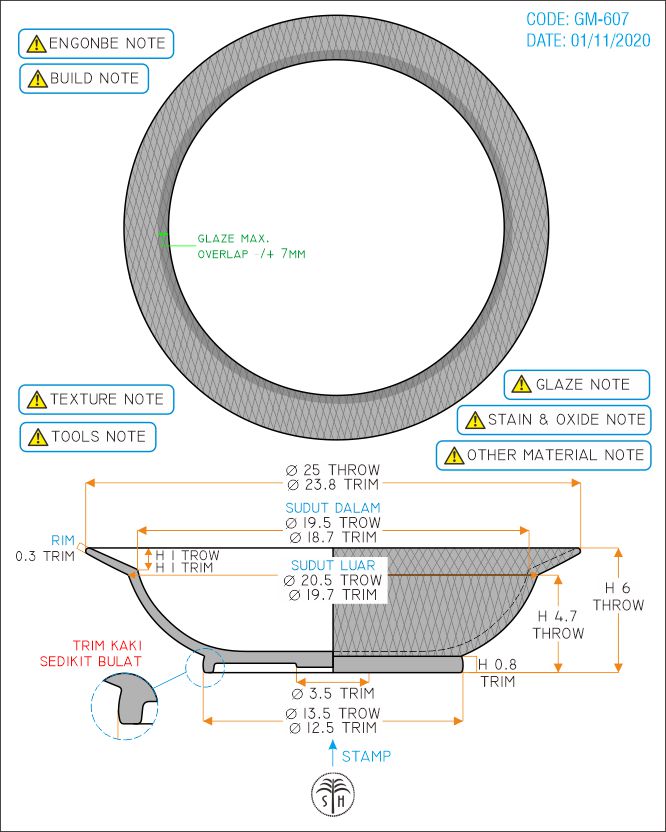 CODE: GM-607
DATE: 01/11/2020
ENGONBE NOTE
BUILD NOTE
GLAZE MAX.
OVERLAP -/+ 7MM
TEXTURE NOTE
TOOLS NOTE
GLAZE NOTE
STAIN & OXIDE NOTE
OTHER MATERIAL NOTE
Ø 25 THROW
Ø 23.8 TRIM
SUDUT DALAM
Ø 19.5 TROW
Ø 18.7 TRIM
RIM
0.3 TRIM
H 1 TROW
H 1 TRIM
SUDUT LUAR
Ø 20.5 TROW
Ø 19.7 TRIM
H 6
THROW
H 4.7
THROW
TRIM KAKI
SEDIKIT BULAT
H 0.8
TRIM
Ø 3.5 TRIM
Ø 13.5 TROW
Ø 12.5 TRIM
STAMP
S H